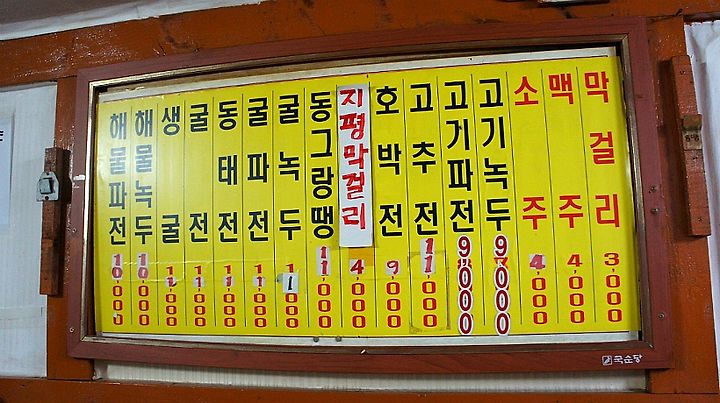 해물파전 10,000
해물녹두 10,000
생굴
굴전 11,000
동태전 11,000
굴파전 11,000
굴녹두 11,000
동그랑땡 11,000
지평막걸리 4,000
호박전 9,000
고추전 11,000
고기파전 9,000
고기녹두 9,000
소주 4,000
맥주 4,000
막걸리 3,000
국순당